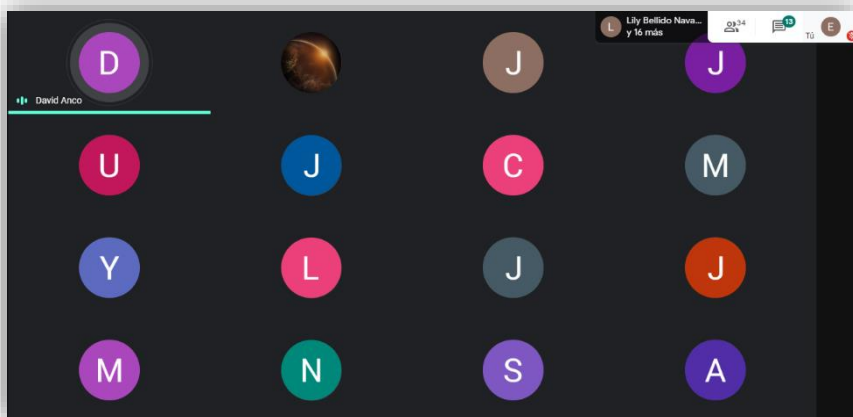 L
Lily Bellido Nava...
y 16 más
34
13
Tú
E
D
J
J
David Anco
U
J
C
M
Y
L
J
J
M
N
S
A